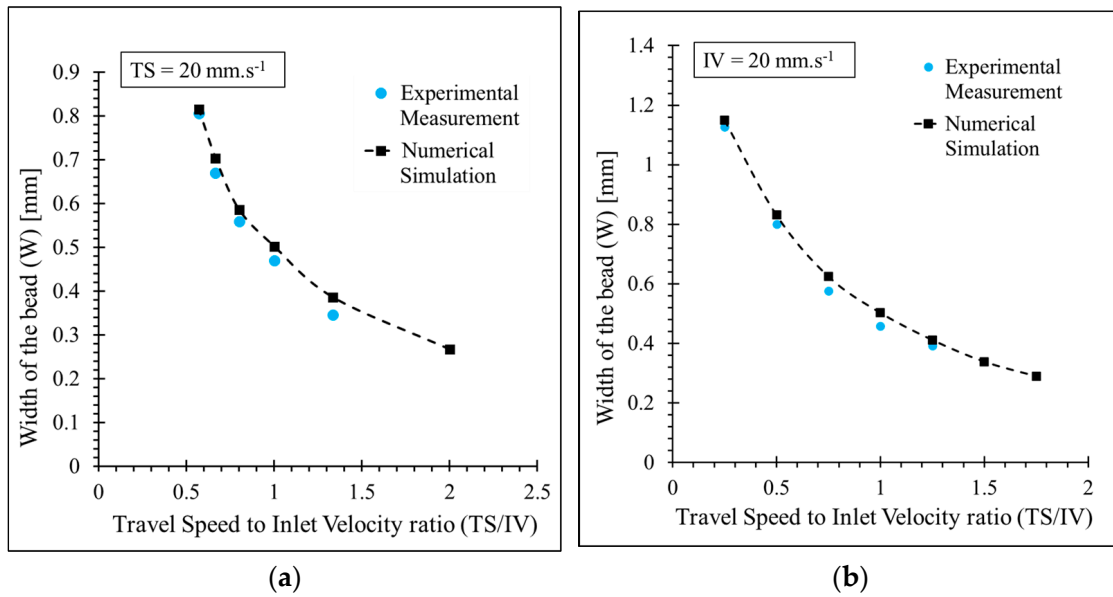 TS = 20 mm.s-1
Experimental
Measurement
Numerical
Simulation
Width of the bead (W) [mm]
0.9
0.8
0.7
0.6
0.5
0.4
0.3
0.2
0.1
0
0 0.5 1 1.5 2 2.5
Travel Speed to Inlet Velocity ratio (TS/IV)
(a)
IV = 20 mm.s-1
Experimental
Measurement
Numerical
Simulation
Width of the bead (W) [mm]
1.4
1.2
1
0.8
0.6
0.4
0.2
0
0 0.5 1 1.5 2
Travel Speed to Inlet Velocity ratio (TS/IV)
(b)